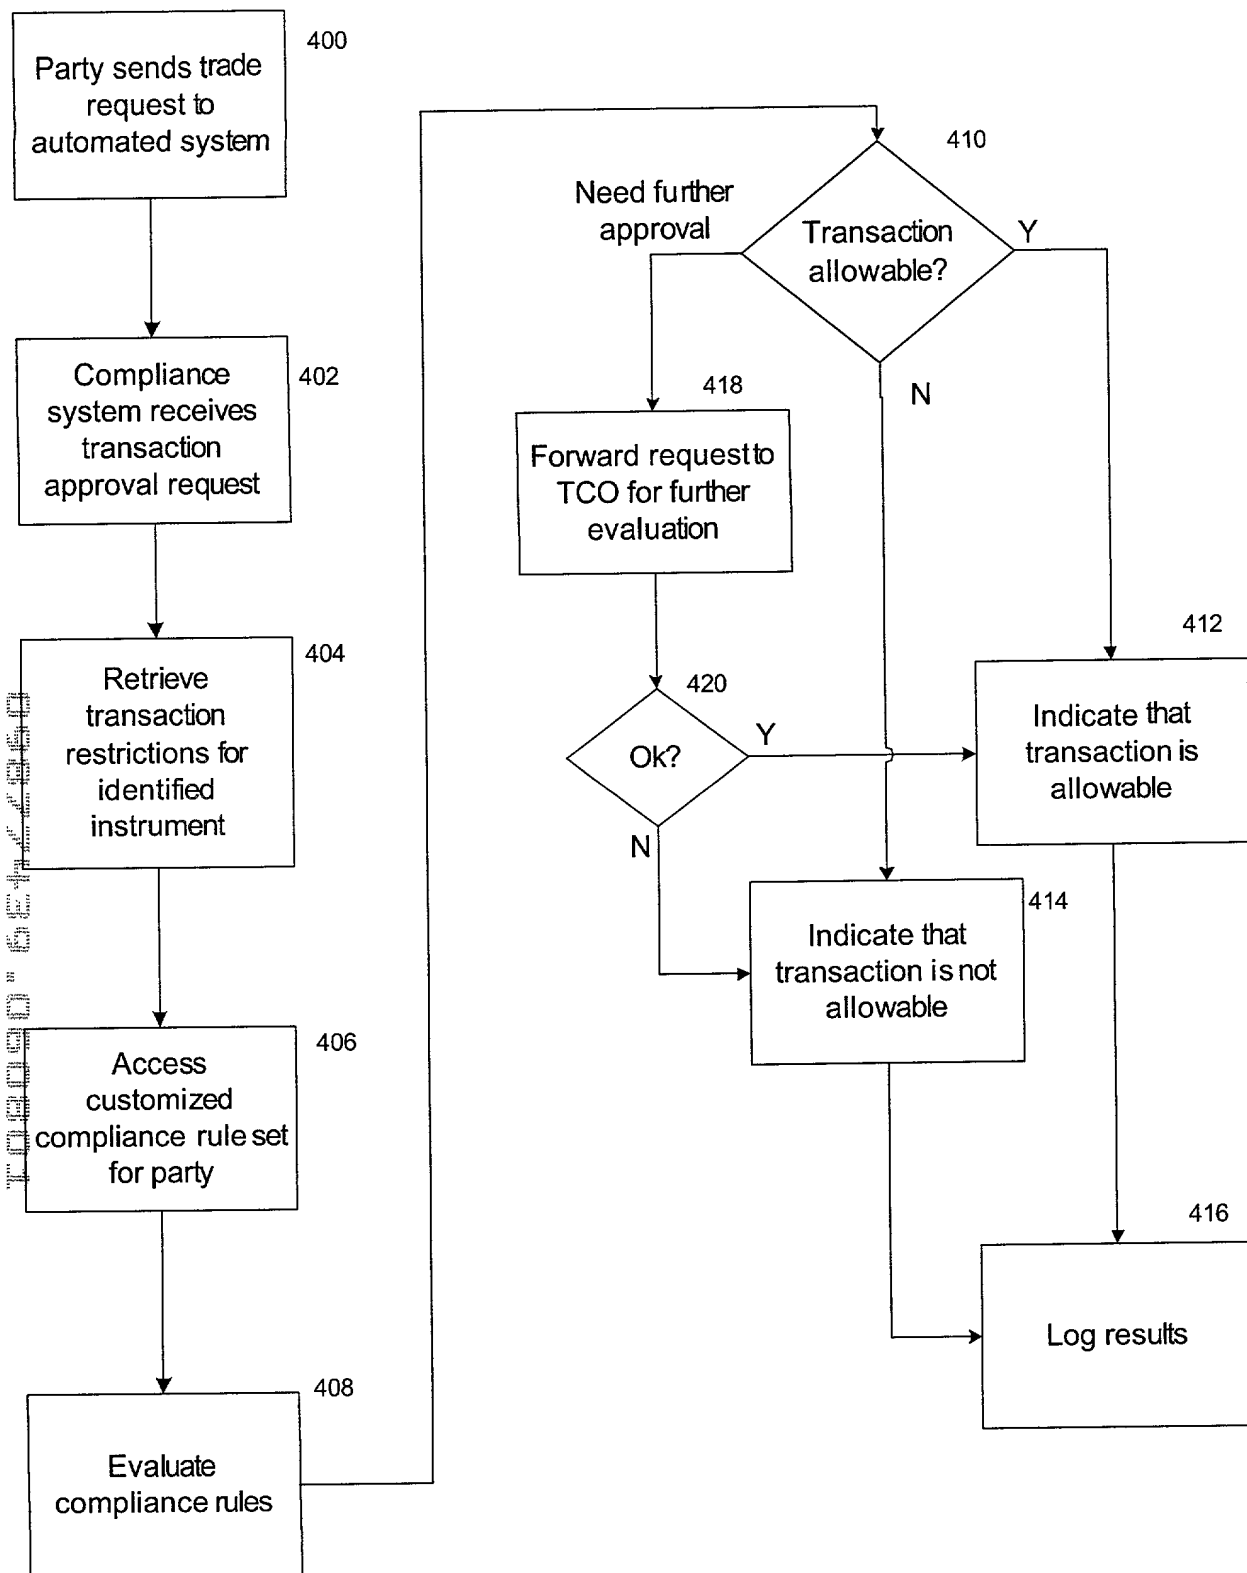 400
Party sends trade
request to
automated system
402
Compliance
system receives
transaction
approval request
404
Retrieve
transaction
restrictions for
identified
instrument
406
Access
customized
compliance rule set
for party
408
Evaluate
compliance rules
410
Transaction
allowable?
Need further
approval
Y
N
418
Forward request to
TCO for further
evaluation
420
Ok?
Y
N
412
Indicate that
transaction is
allowable
414
Indicate that
transaction is not
allowable
416
Log results